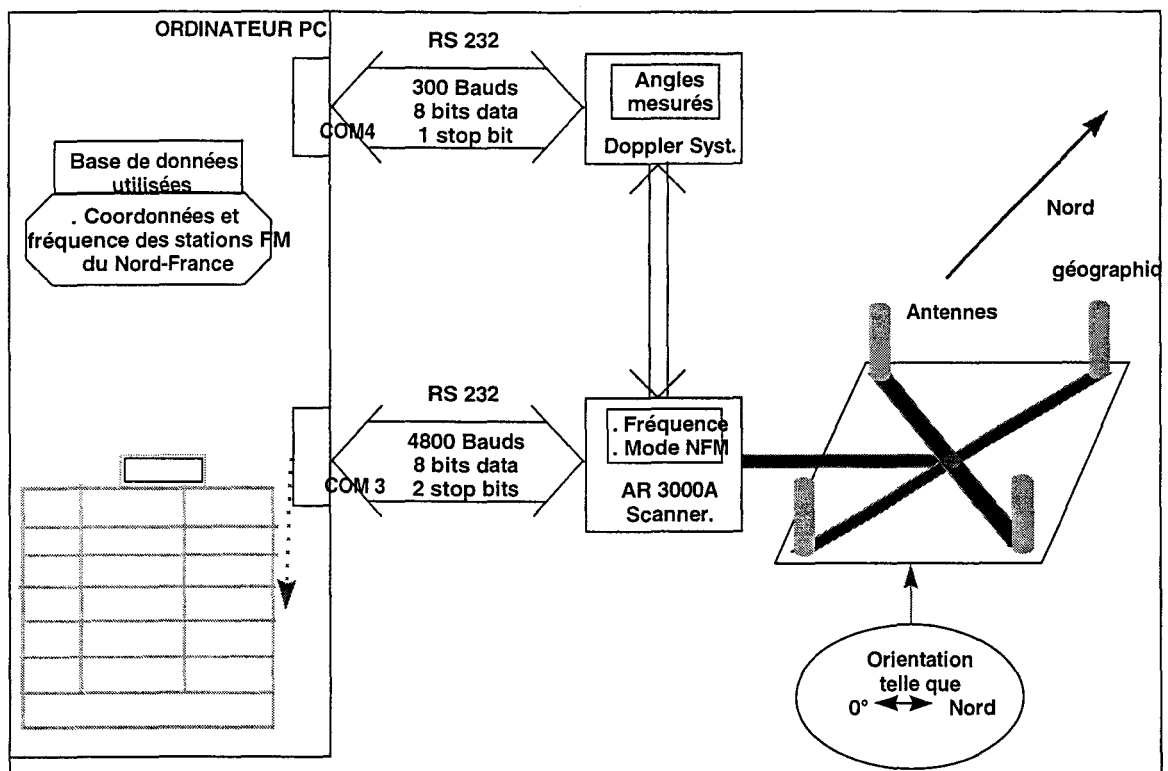 ORDINATEUR PC
RS 232
300 Bauds
8 bits data
1 stop bit
COM4
Angles
mesurés
Doppler Syst.
Base de données
utilisées
. Coordonnées et
fréquence des stations FM
du Nord-France
Nord
géographiq
Antennes
RS 232
4800 Bauds
8 bits data
2 stop bits
COM 3
. Fréquence
. Mode NFM
AR 3000A
Scanner.
Orientation
telle que
0° Nord